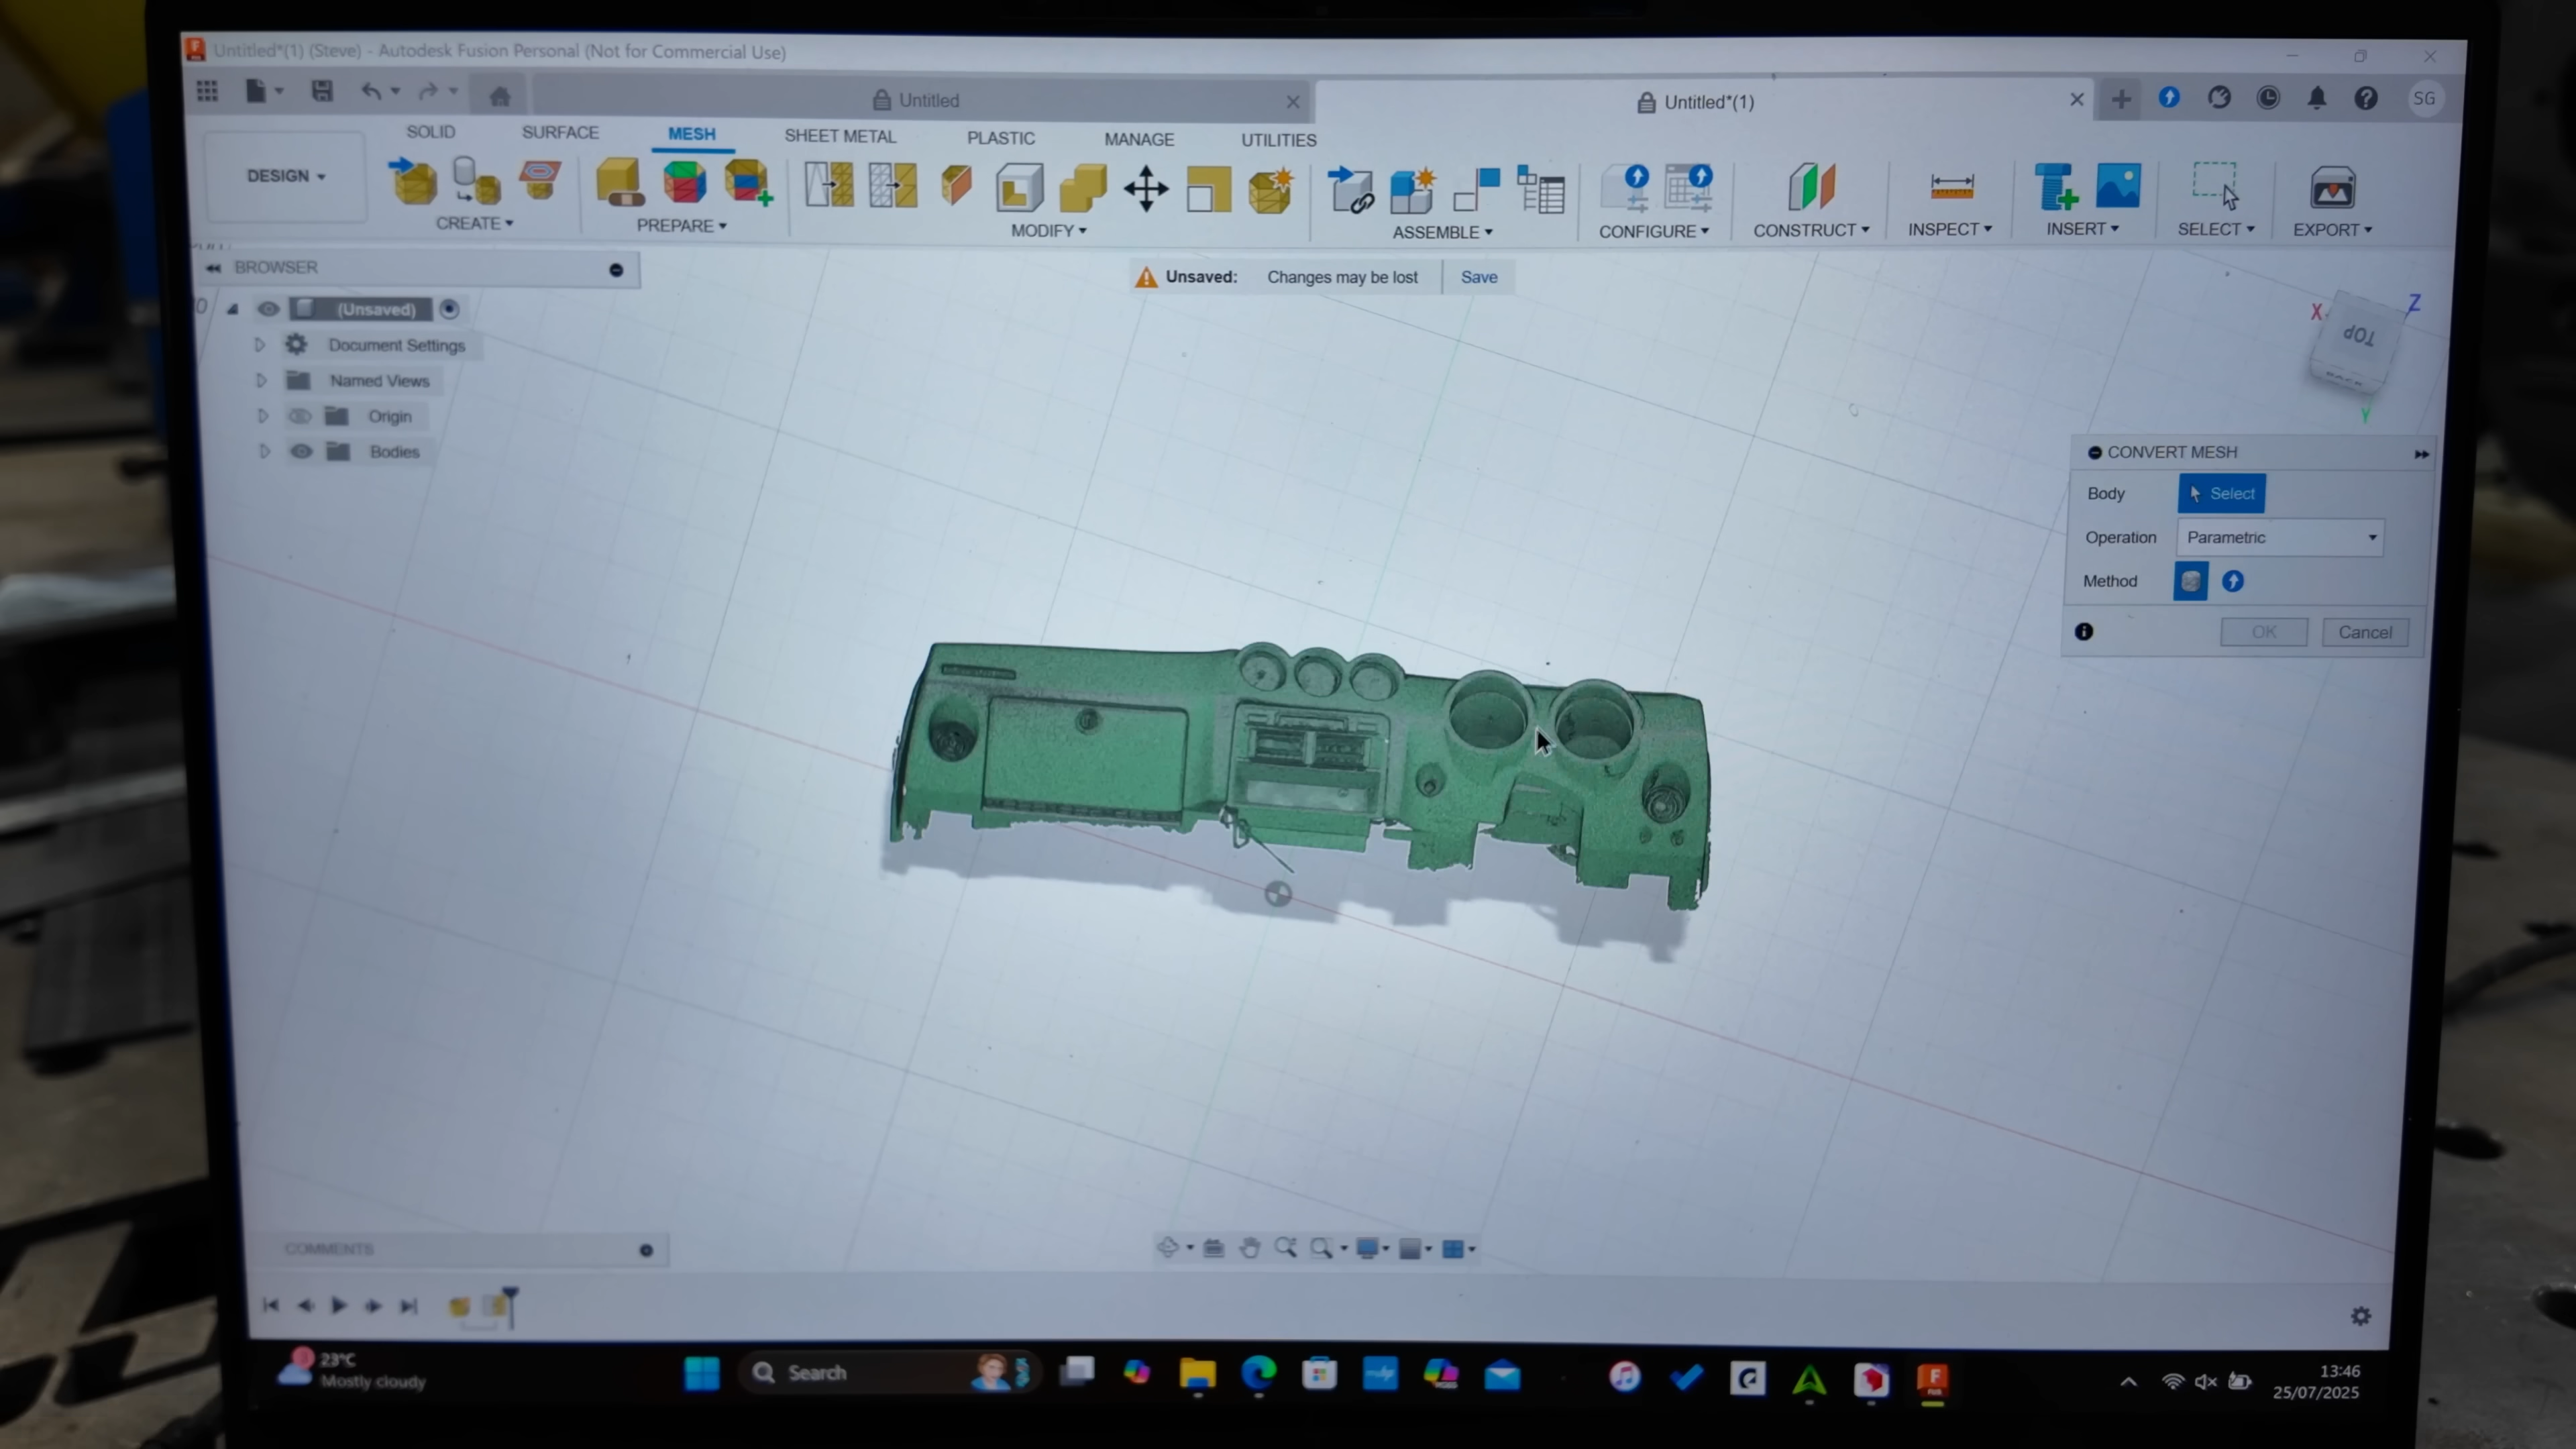 Untitled*(1) (Steve) - Autodesk Fusion Personal (Not for Commercial Use)
Untitled
Untitled*(1)
SG
DESIGN
SOLID
SURFACE
MESH
SHEET METAL
PLASTIC
MANAGE
UTILITIES
CREATE
PREPARE
MODIFY
ASSEMBLE
CONFIGURE
CONSTRUCT
INSPECT
INSERT
SELECT
EXPORT
BROWSER
Unsaved: Changes may be lost Save
(Unsaved)
Document Settings
Named Views
Origin
Bodies
X
Z
TOP
BACK
Y
CONVERT MESH
Body Select
Operation Parametric
Method
OK Cancel
COMMENTS
23°C
Mostly cloudy
Search
13:46
25/07/2025